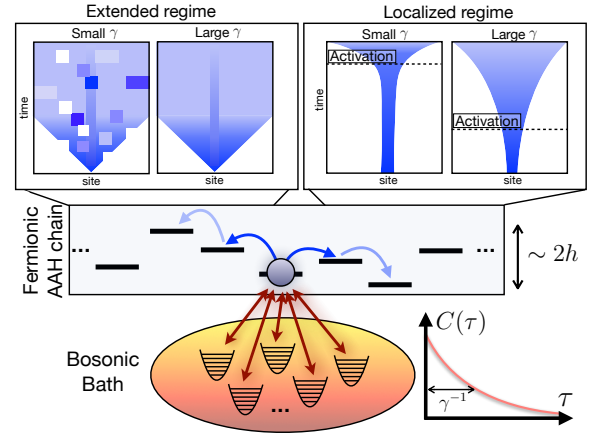 Extended regime
Localized regime
Small γ
Large γ
Small γ
Large γ
Activation
Activation
time
time
site
site
site
site
Fermionic
AAH chain
...
...
~ 2h
Bosonic
Bath
...
C(τ)
γ⁻¹
τ